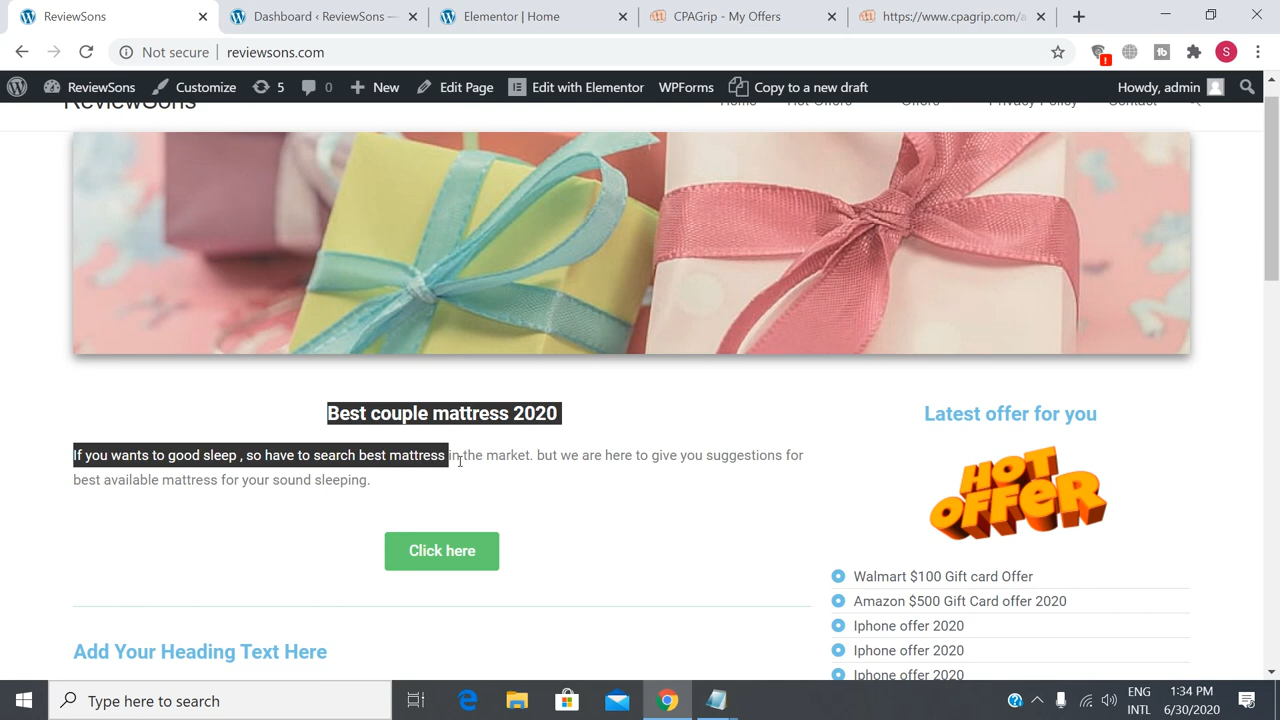 ReviewSons
Dashboard ‹ ReviewSons —
Elementor | Home
CPAGrip - My Offers
https://www.cpagrip.com/a
Not secure
reviewsons.com
S
ReviewSons
Customize
5
0
New
Edit Page
Edit with Elementor
WPForms
Copy to a new draft
Howdy, admin
ReviewSons
Home
Hot Offers
Offers
Privacy Policy
Contact
Best couple mattress 2020
If you wants to good sleep , so have to search best mattress in the market. but we are here to give you suggestions for
best available mattress for your sound sleeping.
Click here
Add Your Heading Text Here
Latest offer for you
HOT
OFFER
Walmart $100 Gift card Offer
Amazon $500 Gift Card offer 2020
Iphone offer 2020
Iphone offer 2020
Iphone offer 2020
Type here to search
ENG
INTL
1:34 PM
6/30/2020